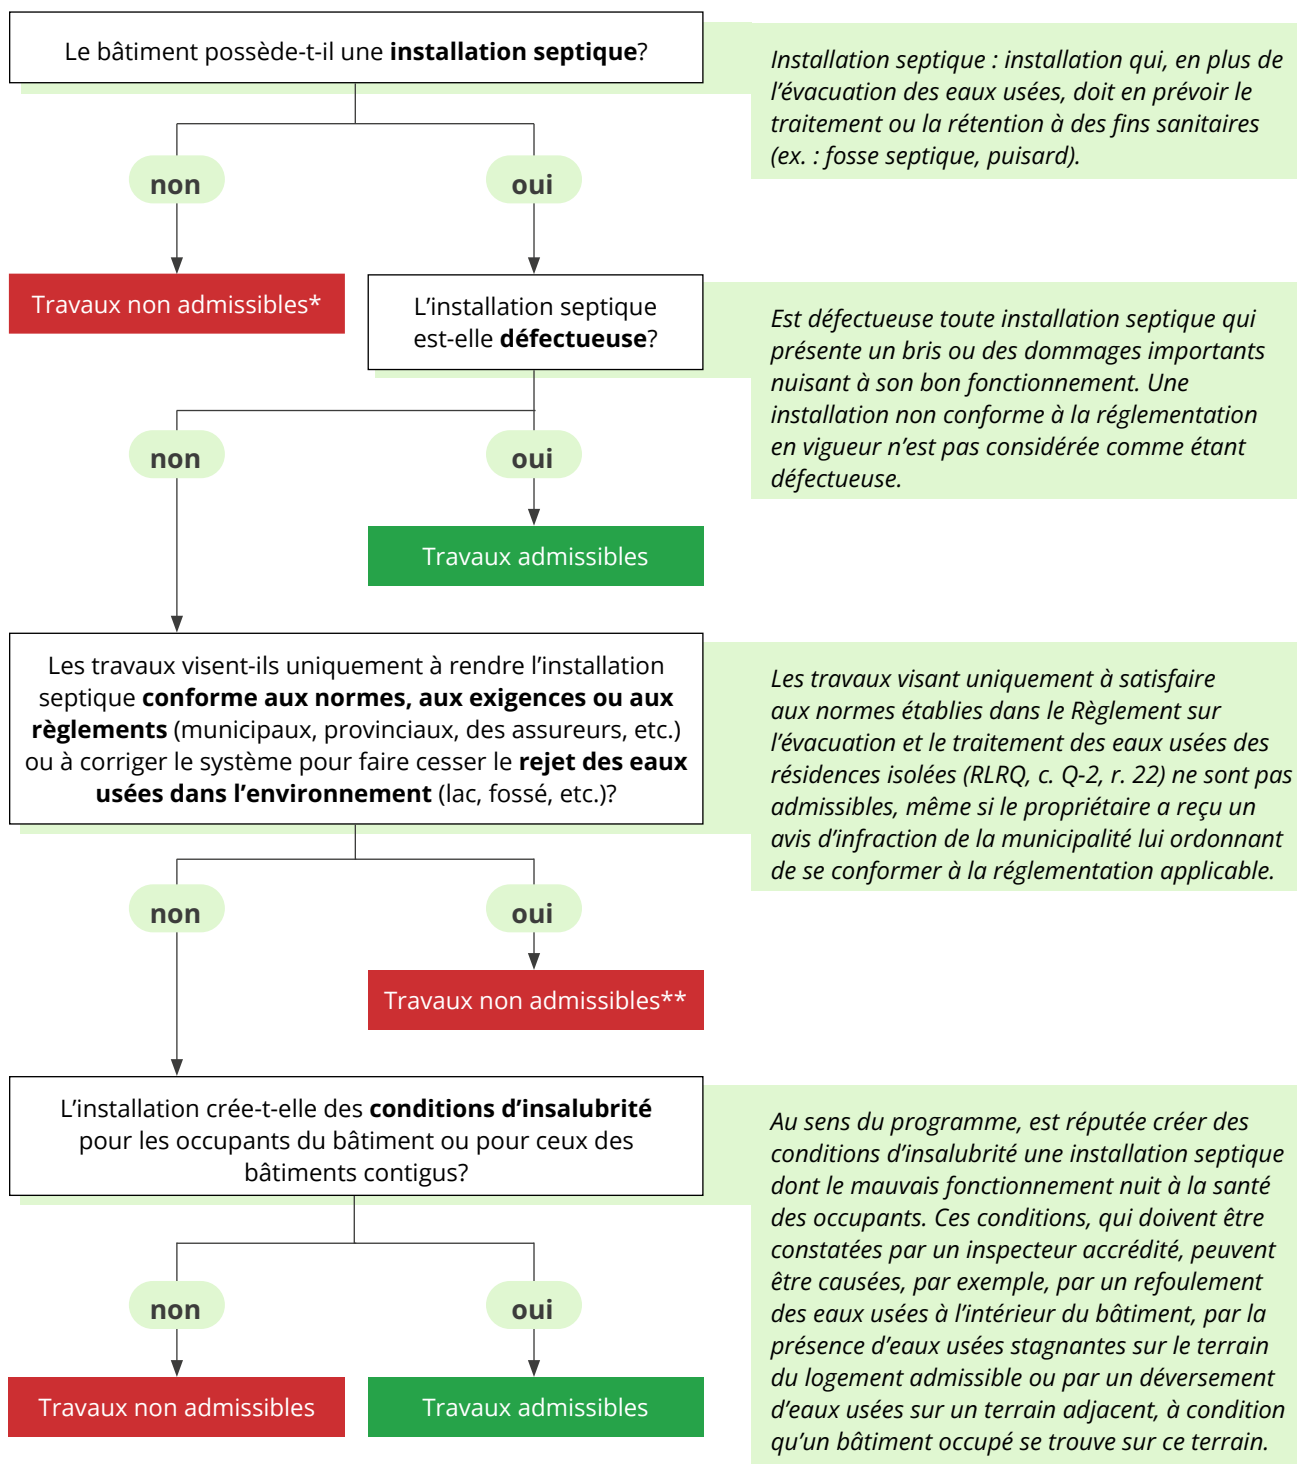 Le bâtiment possède-t-il une installation septique?
Installation septique : installation qui, en plus de
l’évacuation des eaux usées, doit en prévoir le
traitement ou la rétention à des fins sanitaires
(ex. : fosse septique, puisard).
non
oui
Travaux non admissibles*
L’installation septique
est-elle défectueuse?
Est défectueuse toute installation septique qui
présente un bris ou des dommages importants
nuisant à son bon fonctionnement. Une
installation non conforme à la réglementation
en vigueur n’est pas considérée comme étant
défectueuse.
non
oui
Travaux admissibles
Les travaux visent-ils uniquement à rendre l’installation
septique conforme aux normes, aux exigences ou aux
règlements (municipaux, provinciaux, des assureurs, etc.)
ou à corriger le système pour faire cesser le rejet des eaux
usées dans l’environnement (lac, fossé, etc.)?
Les travaux visant uniquement à satisfaire
aux normes établies dans le Règlement sur
l’évacuation et le traitement des eaux usées des
résidences isolées (RLRQ, c. Q-2, r. 22) ne sont pas
admissibles, même si le propriétaire a reçu un
avis d’infraction de la municipalité lui ordonnant
de se conformer à la réglementation applicable.
non
oui
Travaux non admissibles**
L’installation crée-t-elle des conditions d’insalubrité
pour les occupants du bâtiment ou pour ceux des
bâtiments contigus?
Au sens du programme, est réputée créer des
conditions d’insalubrité une installation septique
dont le mauvais fonctionnement nuit à la santé
des occupants. Ces conditions, qui doivent être
constatées par un inspecteur accrédité, peuvent
être causées, par exemple, par un refoulement
des eaux usées à l’intérieur du bâtiment, par la
présence d’eaux usées stagnantes sur le terrain
du logement admissible ou par un déversement
d’eaux usées sur un terrain adjacent, à condition
qu’un bâtiment occupé se trouve sur ce terrain.
non
oui
Travaux non admissibles
Travaux admissibles